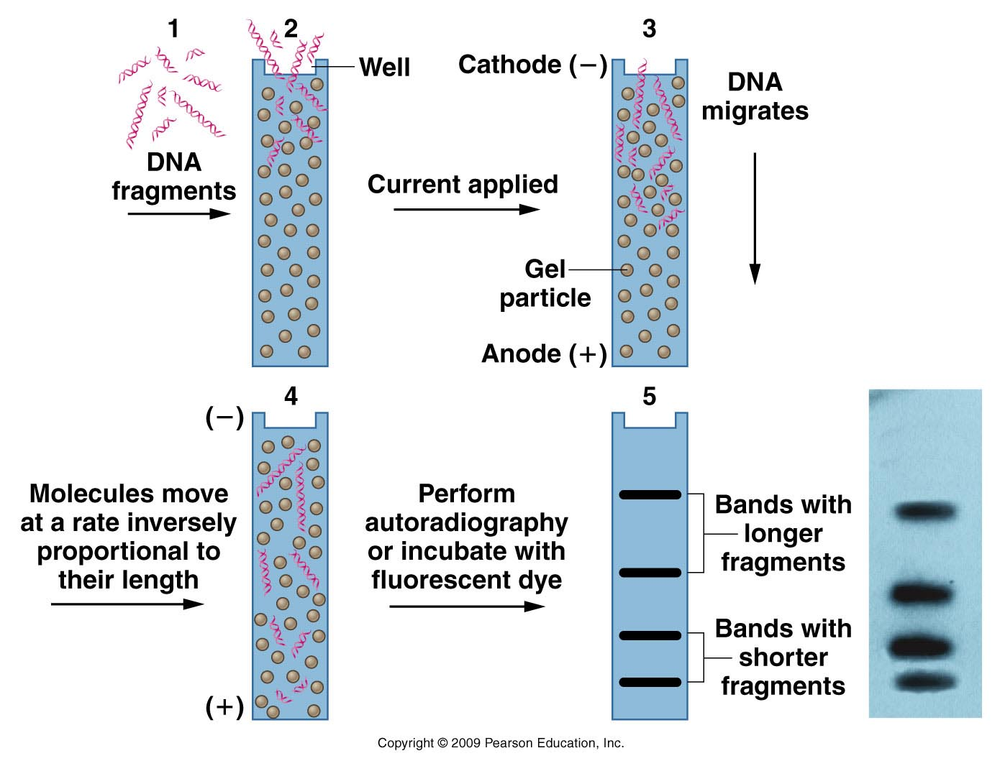 1
2
3
Well
Cathode (−)
DNA
migrates
DNA
fragments
Current applied
Gel
particle
Anode (+)
4
5
(−)
Molecules move
at a rate inversely
proportional to
their length
Perform
autoradiography
or incubate with
fluorescent dye
Bands with
longer
fragments
Bands with
shorter
fragments
(+)
Copyright © 2009 Pearson Education, Inc.